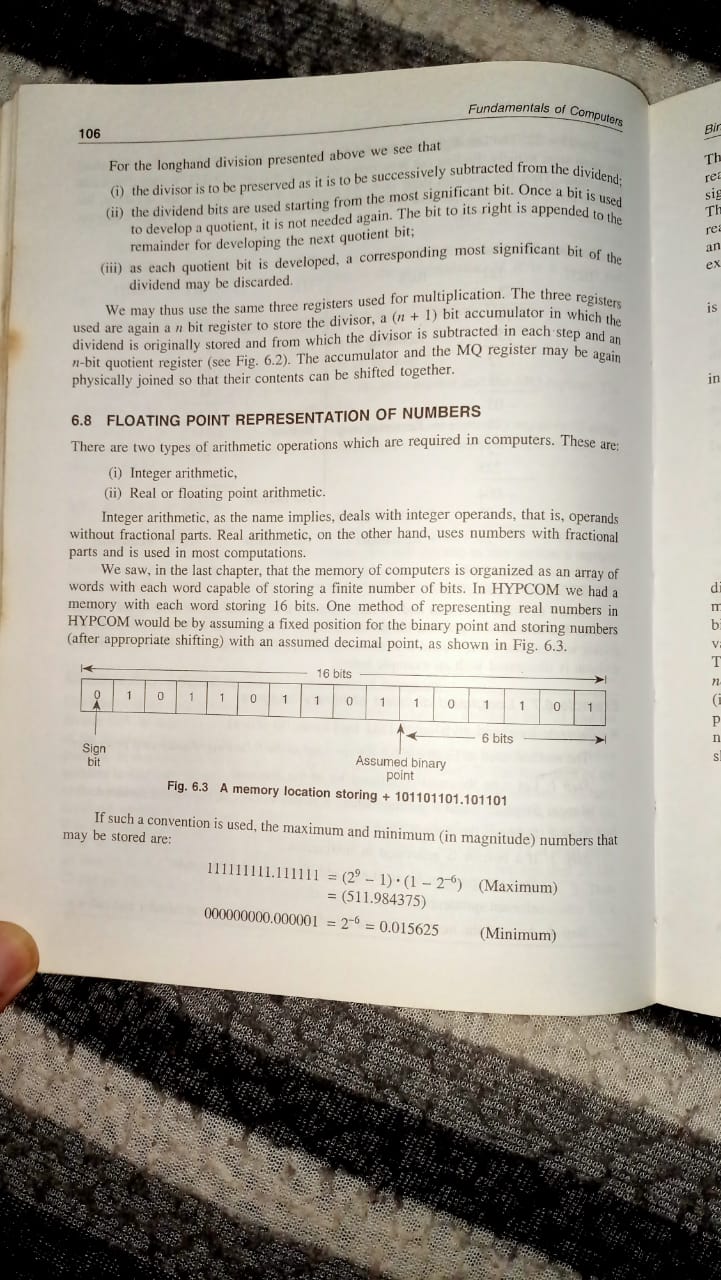 106
Fundamentals of Computers
For the longhand division presented above we see that
(i) the divisor is to be preserved as it is to be successively subtracted from the dividend;
(ii) the dividend bits are used starting from the most significant bit. Once a bit is used
to develop a quotient, it is not needed again. The bit to its right is appended to the
remainder for developing the next quotient bit;
(iii) as each quotient bit is developed, a corresponding most significant bit of the
dividend may be discarded.
We may thus use the same three registers used for multiplication. The three registers
used are again a n bit register to store the divisor, a (n + 1) bit accumulator in which the
dividend is originally stored and from which the divisor is subtracted in each step and an
n-bit quotient register (see Fig. 6.2). The accumulator and the MQ register may be again
physically joined so that their contents can be shifted together.
6.8 FLOATING POINT REPRESENTATION OF NUMBERS
There are two types of arithmetic operations which are required in computers. These are:
(i) Integer arithmetic,
(ii) Real or floating point arithmetic.
Integer arithmetic, as the name implies, deals with integer operands, that is, operands
without fractional parts. Real arithmetic, on the other hand, uses numbers with fractional
parts and is used in most computations.
We saw, in the last chapter, that the memory of computers is organized as an array of
words with each word capable of storing a finite number of bits. In HYPCOM we had a
memory with each word storing 16 bits. One method of representing real numbers in
HYPCOM would be by assuming a fixed position for the binary point and storing numbers
(after appropriate shifting) with an assumed decimal point, as shown in Fig. 6.3.
16 bits
0 1 0 1 1 0 1 1 0 1 1 0 1 1 0 1
6 bits
Sign
bit
Assumed binary
point
Fig. 6.3 A memory location storing + 101101101.101101
If such a convention is used, the maximum and minimum (in magnitude) numbers that
may be stored are:
111111111.111111 = (2⁹ – 1) · (1 – 2⁻⁶) (Maximum)
= (511.984375)
000000000.000001 = 2⁻⁶ = 0.015625 (Minimum)
Bin
Th
rea
sig
Th
rea
an
ex
is
in
di
m
bi
va
T
n
(i
p
n
sl